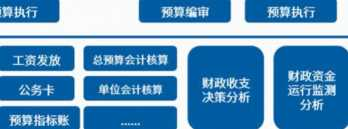 算执行
预算编审
预算执行
工资发放
总预算会计核算
公务卡
单位会计核算
预算指标账
......
财政收支
决策分析
财政资金
运行监测
分析